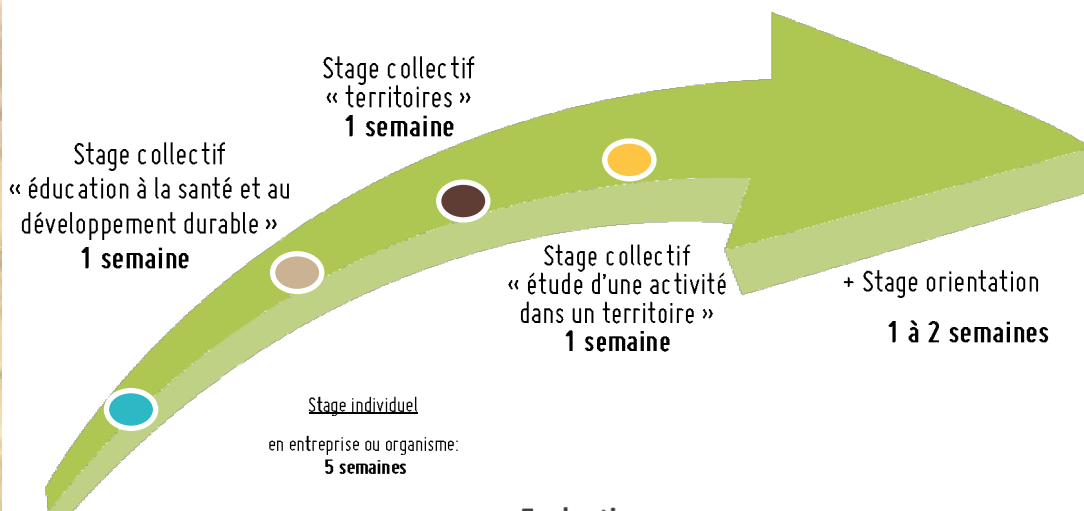 Stage collectif
« territoires »
1 semaine
Stage collectif
« éducation à la santé et au
développement durable »
1 semaine
Stage collectif
« étude d'une activité
dans un territoire »
1 semaine
+ Stage orientation
1 à 2 semaines
Stage individuel
en entreprise ou organisme:
5 semaines